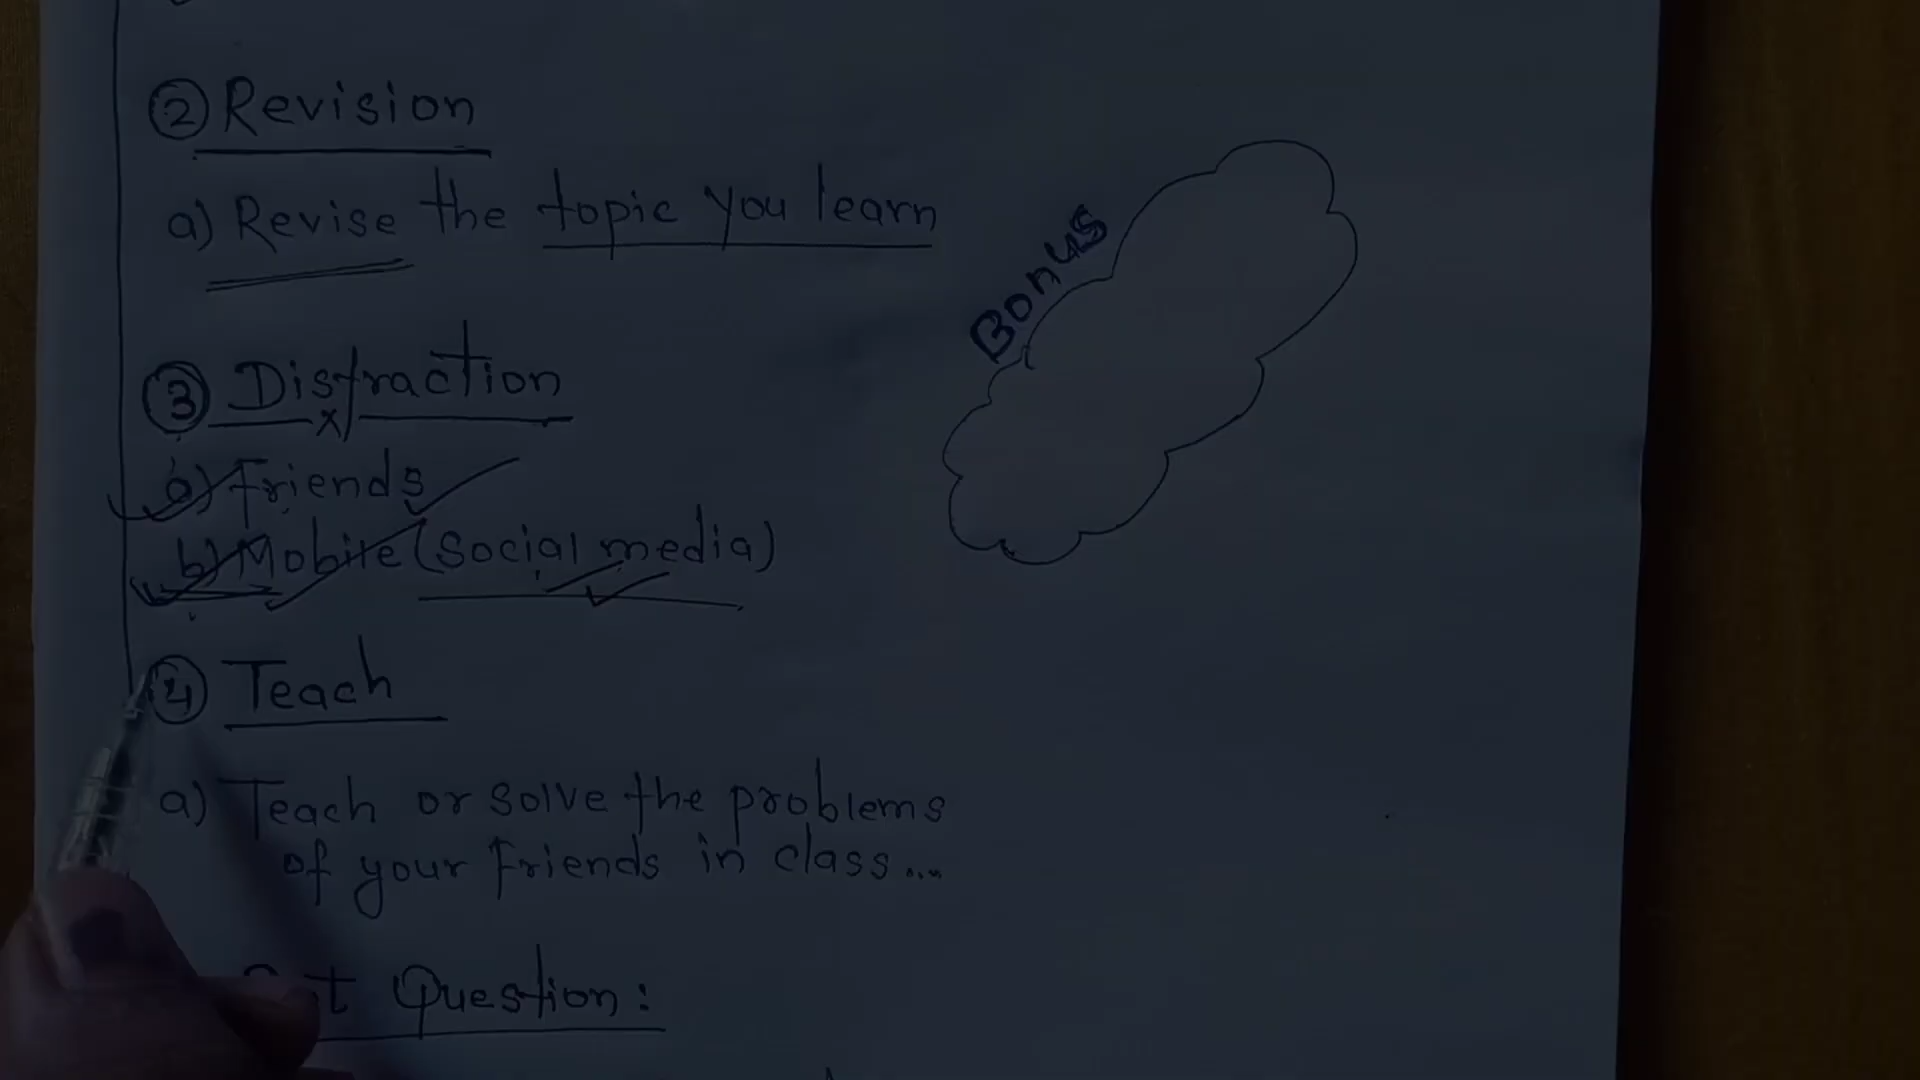 ② Revision
a) Revise the topic you learn
Bonus
③ Distraction
a) Friends
b) Mobile (social media)
④ Teach
a) Teach or solve the problems
of your friends in class...
Question: